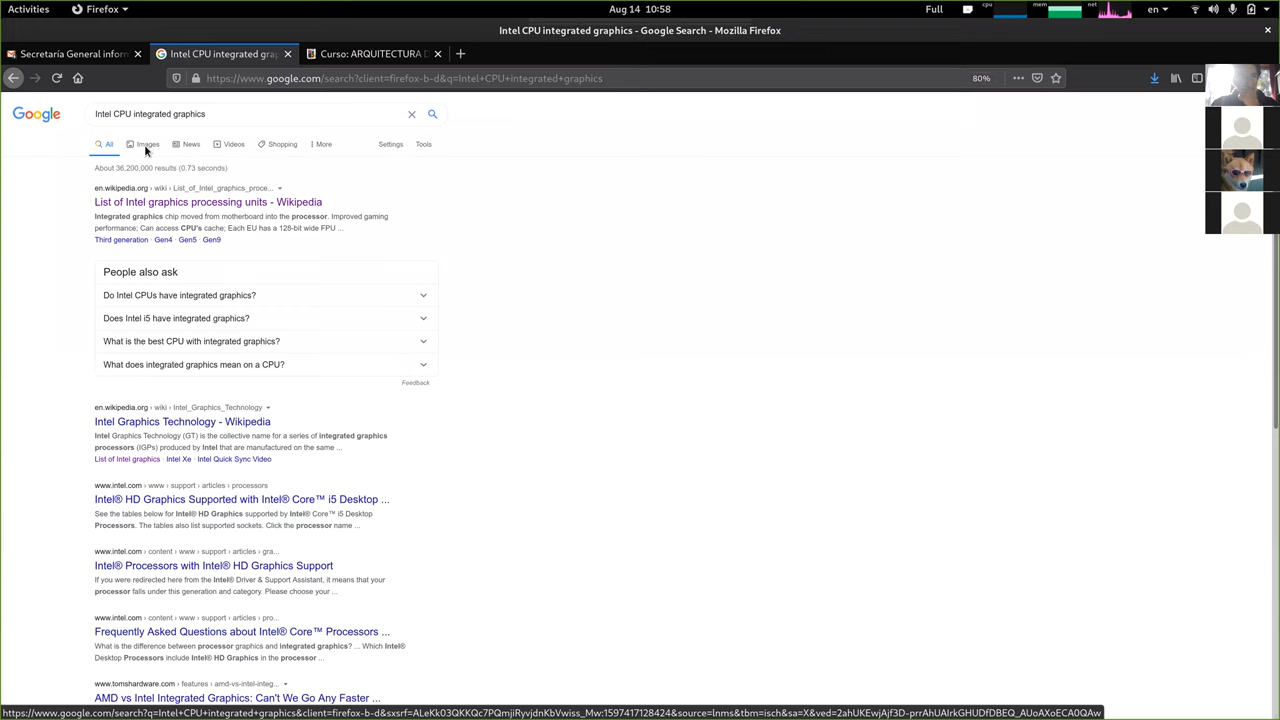 Activities
Firefox
Aug 14 10:58
Full
cpu
mem
net
en
Intel CPU integrated graphics - Google Search - Mozilla Firefox
Secretaría General inform
Intel CPU integrated grap
Curso: ARQUITECTURA D
https://www.google.com/search?client=firefox-b-d&q=Intel+CPU+integrated+graphics
80%
Google
Intel CPU integrated graphics
All
Images
News
Videos
Shopping
More
Settings
Tools
About 36,200,000 results (0.73 seconds)
en.wikipedia.org › wiki › List_of_Intel_graphics_proce...
List of Intel graphics processing units - Wikipedia
Integrated graphics chip moved from motherboard into the processor. Improved gaming
performance; Can access CPU's cache; Each EU has a 128-bit wide FPU ...
Third generation · Gen4 · Gen5 · Gen9
People also ask
Do Intel CPUs have integrated graphics?
Does Intel i5 have integrated graphics?
What is the best CPU with integrated graphics?
What does integrated graphics mean on a CPU?
Feedback
en.wikipedia.org › wiki › Intel_Graphics_Technology
Intel Graphics Technology - Wikipedia
Intel Graphics Technology (GT) is the collective name for a series of integrated graphics
processors (IGPs) produced by Intel that are manufactured on the same ...
List of Intel graphics · Intel Xe · Intel Quick Sync Video
www.intel.com › www › support › articles › processors
Intel® HD Graphics Supported with Intel® Core™ i5 Desktop ...
See the tables below for Intel® HD Graphics supported by Intel® Core™ i5 Desktop
Processors. The tables also list supported sockets. Click the processor name ...
www.intel.com › content › www › support › articles › gra...
Intel® Processors with Intel® HD Graphics Support
If you were redirected here from the Intel® Driver & Support Assistant, it means that your
processor falls under this generation and category. Please choose your ...
www.intel.com › content › www › support › articles › pro...
Frequently Asked Questions about Intel® Core™ Processors ...
What is the difference between processor graphics and integrated graphics? ... Which Intel®
Desktop Processors include Intel® HD Graphics in the processor ...
www.tomshardware.com › features › amd-vs-intel-integ...
AMD vs Intel Integrated Graphics: Can't We Go Any Faster ...